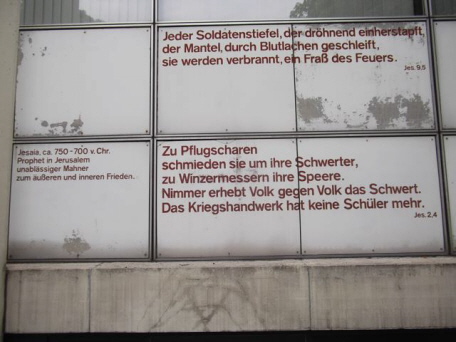 Jeder Soldatenstiefel, der dröhnend einherstapft,
der Mantel, durch Blutlachen geschleift,
sie werden verbrannt, ein Fraß des Feuers.
Jes. 9,5
Jesaia, ca. 750-700 v. Chr.
Prophet in Jerusalem
unablässiger Mahner
zum äußeren und inneren Frieden.
Zu Pflugscharen
schmieden sie um ihre Schwerter,
zu Winzermessern ihre Speere.
Nimmer erhebt Volk gegen Volk das Schwert.
Das Kriegshandwerk hat keine Schüler mehr.
Jes. 2,4